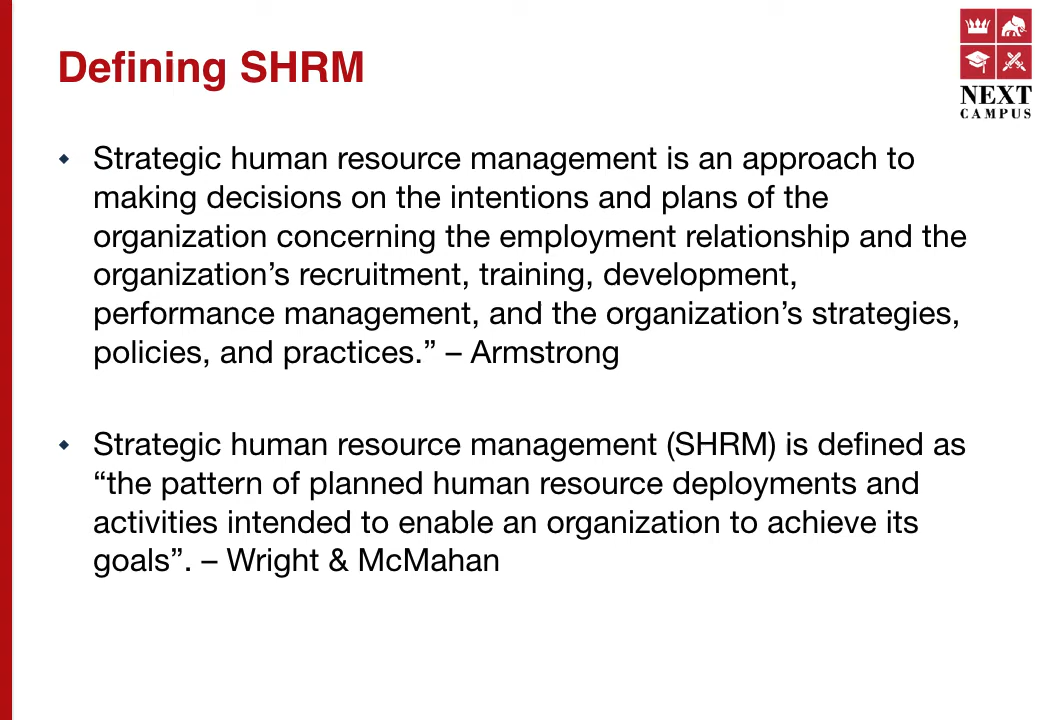 Defining SHRM
NEXT
CAMPUS
Strategic human resource management is an approach to
making decisions on the intentions and plans of the
organization concerning the employment relationship and the
organization’s recruitment, training, development,
performance management, and the organization’s strategies,
policies, and practices.” – Armstrong
Strategic human resource management (SHRM) is defined as
“the pattern of planned human resource deployments and
activities intended to enable an organization to achieve its
goals”. – Wright & McMahan